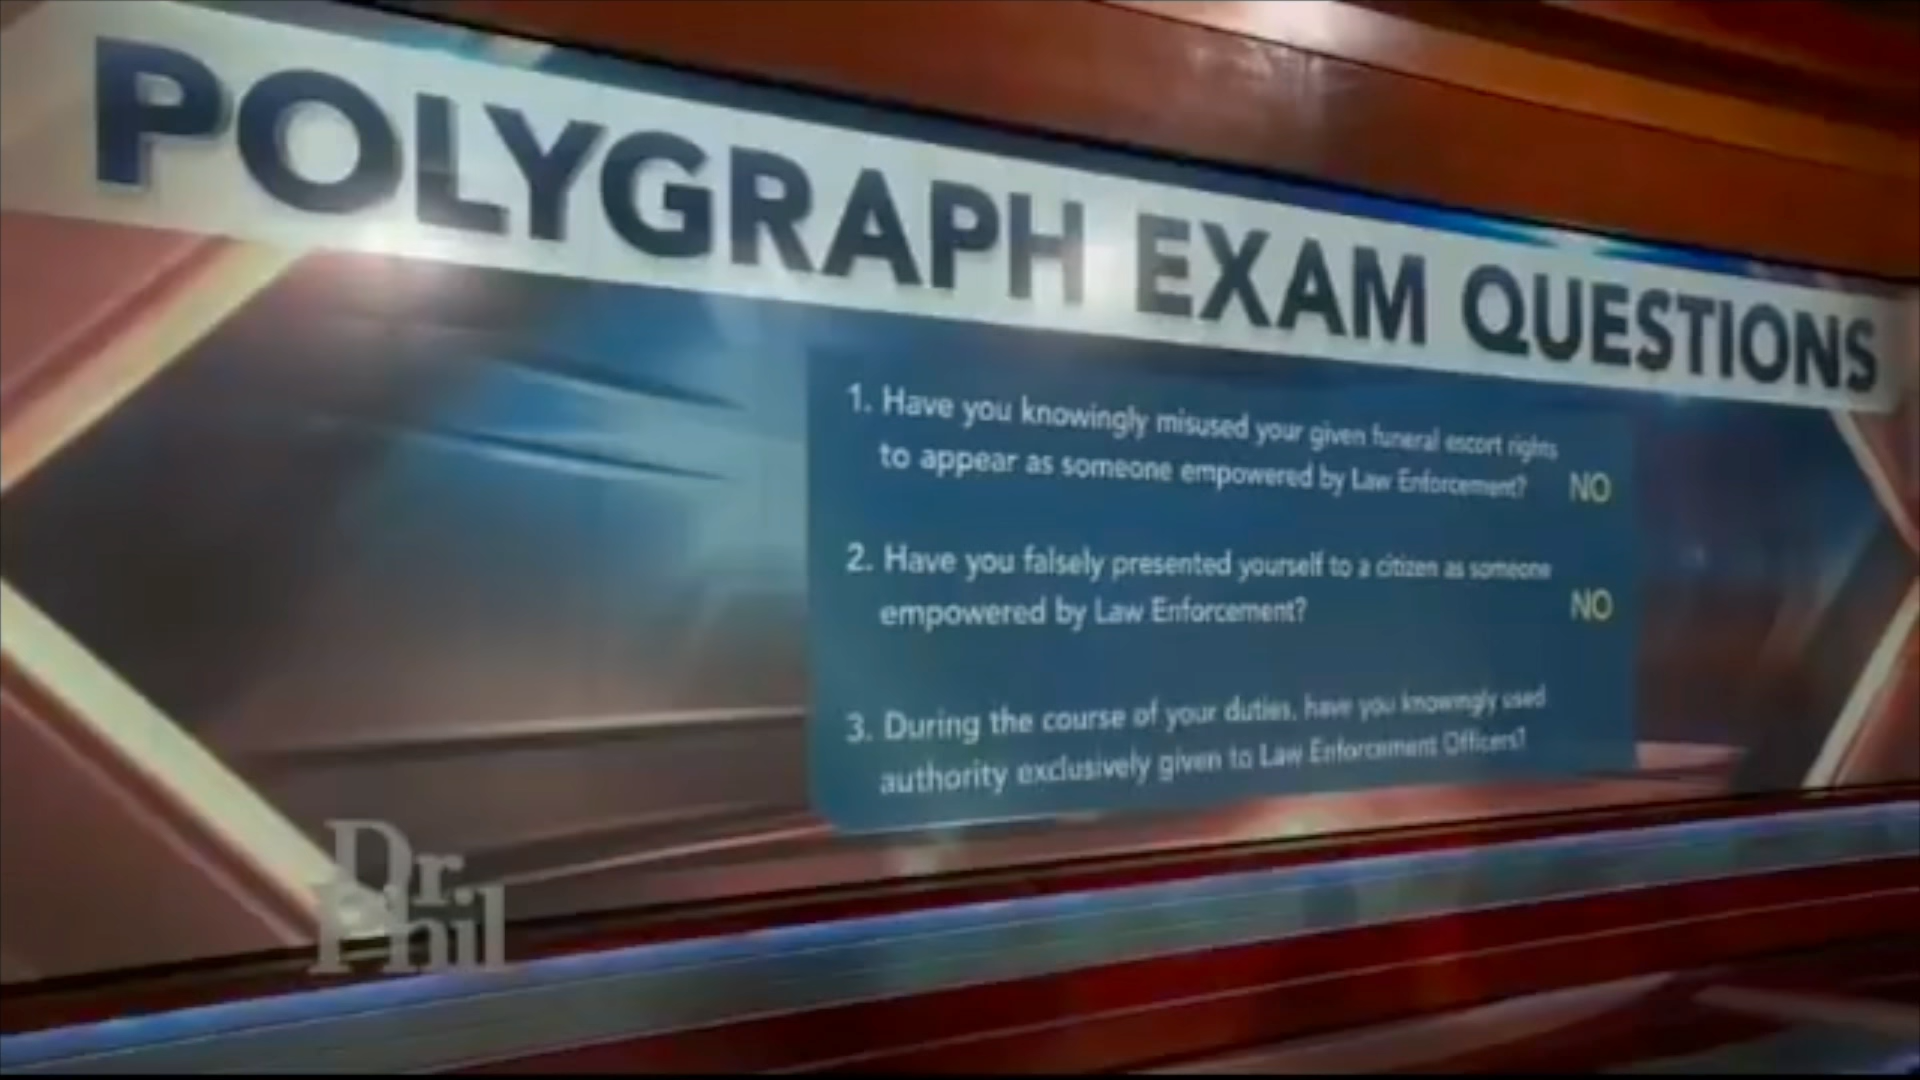 POLYGRAPH EXAM QUESTIONS
1. Have you knowingly misused your given funeral escort rights
to appear as someone empowered by Law Enforcement?
NO
2. Have you falsely presented yourself to a citizen as someone
empowered by Law Enforcement?
NO
3. During the course of your duties, have you knowingly used
authority exclusively given to Law Enforcement Officers?
Dr.
Phil